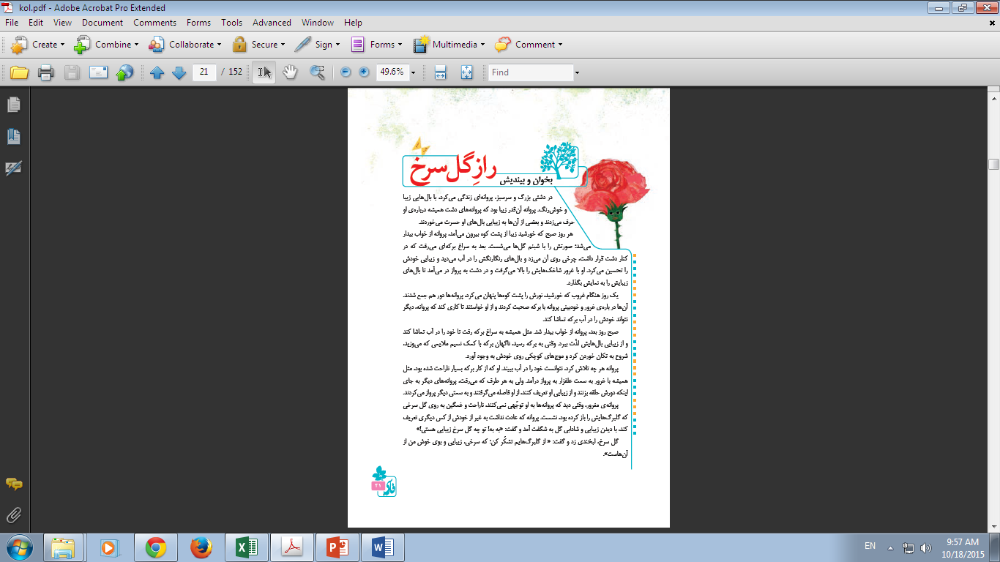 kol.pdf - Adobe Acrobat Pro Extended
File Edit View Document Comments Forms Tools Advanced Window Help
Create Combine Collaborate Secure Sign Forms Multimedia Comment
21 / 152 49.6% Find
رازِ گل سرخ
بخوان و بیندیش
در دشتی بزرگ و سرسبز، پروانه‌ای زندگی می‌کرد، با بال‌هایی زیبا
و خوش‌رنگ. پروانه آن‌قدر زیبا بود که پروانه‌های دشت همیشه درباره‌ی او
حرف می‌زدند و بعضی از آن‌ها به زیبایی بال‌های او حسرت می‌خوردند.
هر روز صبح که خورشید زیبا از پشت کوه بیرون می‌آمد، پروانه از خواب بیدار
می‌شد؛ صورتش را با شبنم گل‌ها می‌شست. بعد به سراغ برکه‌ای می‌رفت که در
کنار دشت قرار داشت، چرخی روی آن می‌زد و بال‌های رنگارنگش را در آب می‌دید و زیبایی خودش
را تحسین می‌کرد. او با غرور شاخک‌هایش را بالا می‌گرفت و در دشت به پرواز در می‌آمد تا بال‌های
زیبایش را به نمایش بگذارد.
یک روز هنگام غروب که خورشید، نورش را پشت کوه‌ها پنهان می‌کرد، پروانه‌ها دور هم جمع شدند.
آن‌ها در باره‌ی غرور و خودبینی پروانه با برکه صحبت کردند و از او خواستند تا کاری کند که پروانه، دیگر
نتواند خودش را در آب برکه تماشا کند.
صبح روز بعد، پروانه از خواب بیدار شد. مثل همیشه به سراغ برکه رفت تا خود را در آب تماشا کند
و از زیبایی بال‌هایش لذّت ببرد. وقتی به برکه رسید، ناگهان برکه با کمک نسیم ملایمی که می‌وزید،
شروع به تکان خوردن کرد و موج‌های کوچکی روی خودش به وجود آورد.
پروانه هر چه تلاش کرد، نتوانست خود را در آب ببیند. او که از کار برکه بسیار ناراحت شده بود، مثل
همیشه با غرور به سمت علفزار به پرواز درآمد. ولی به هر طرف که می‌رفت، پروانه‌های دیگر به جای
اینکه دورش حلقه بزنند و از زیبایی او تعریف کنند، از او فاصله می‌گرفتند و به سمتی دیگر پرواز می‌کردند.
پروانه‌ی مغرور، وقتی دید که پروانه‌ها به او توجّهی نمی‌کنند، ناراحت و غمگین به روی گل سرخی
که گلبرگ‌هایش را باز کرده بود، نشست. پروانه که عادت نداشت به غیر از خودش از کس دیگری تعریف
کند، با دیدن زیبایی و شادابی گل به شگفت آمد و گفت: «به به! تو چه گل سرخ زیبایی هستی!»
گل سرخ، لبخندی زد و گفت: « از گلبرگ‌هایم تشکّر کن؛ که سرخی، زیبایی و بوی خوش من از
آن‌هاست».
۲۱
EN 9:57 AM
10/18/2015